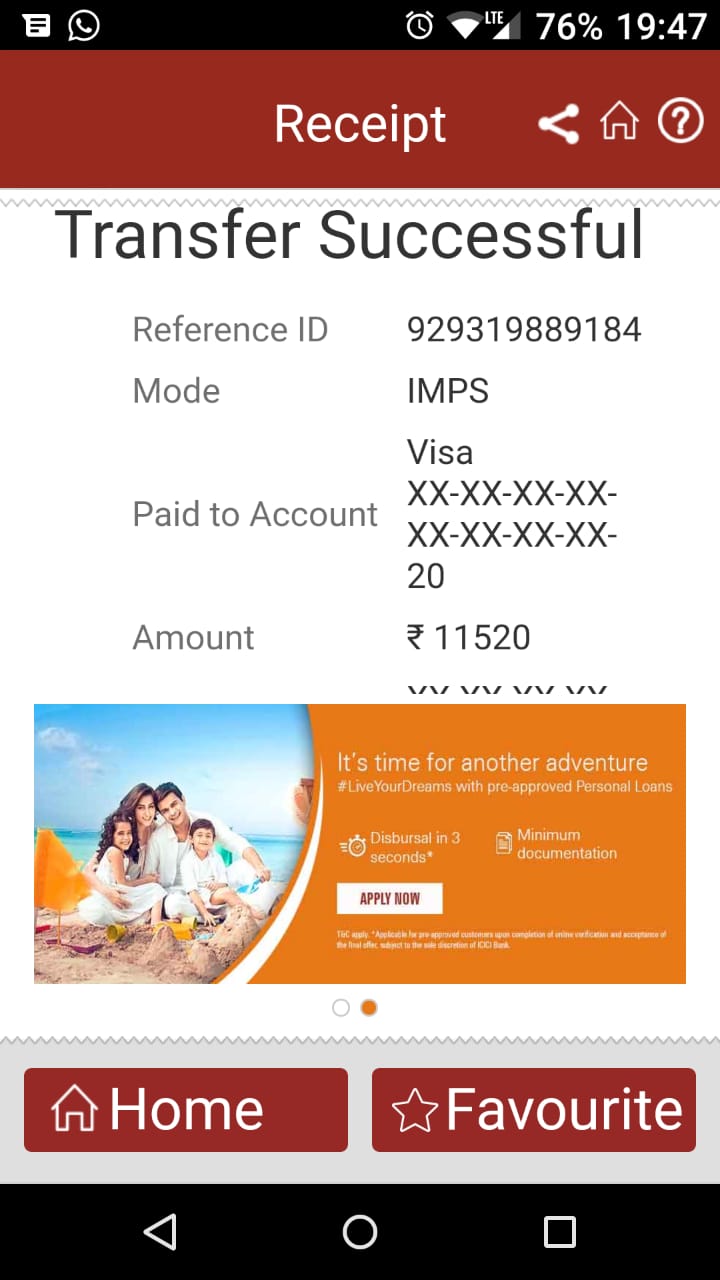 LTE 76% 19:47
Receipt
Transfer Successful
Reference ID 929319889184
Mode IMPS
Paid to Account Visa
XX-XX-XX-XX-
XX-XX-XX-XX-
20
Amount ₹ 11520
It's time for another adventure
#LiveYourDreams with pre-approved Personal Loans
Disbursal in 3
seconds*
Minimum
documentation
APPLY NOW
T&C apply. *Applicable for pre-approved customers upon completion of online verification and acceptance of
the final offer, subject to the sole discretion of ICICI Bank.
Home
Favourite